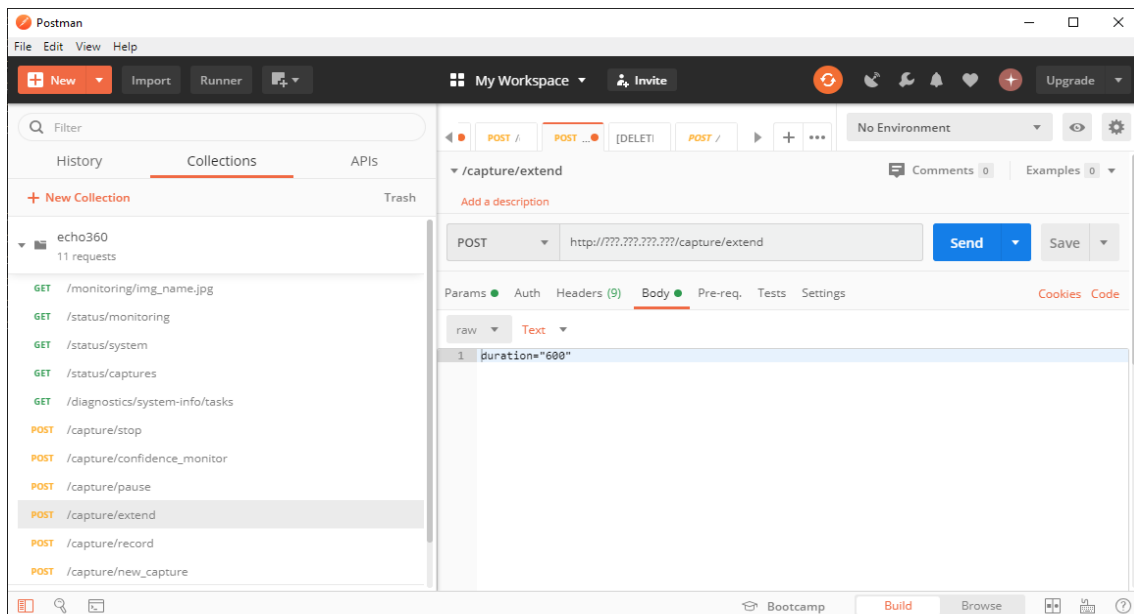 Postman
File Edit View Help
New Import Runner My Workspace Invite Upgrade
Filter
History Collections APIs
+ New Collection Trash
echo360
11 requests
GET /monitoring/img_name.jpg
GET /status/monitoring
GET /status/system
GET /status/captures
GET /diagnostics/system-info/tasks
POST /capture/stop
POST /capture/confidence_monitor
POST /capture/pause
POST /capture/extend
POST /capture/record
POST /capture/new_capture
POST / POST ... [DELETI POST / + ••• No Environment
/capture/extend Comments 0 Examples 0
Add a description
POST http://???.???.???.???/capture/extend Send Save
Params Auth Headers (9) Body Pre-req. Tests Settings Cookies Code
raw Text
1 duration="600"
Bootcamp Build Browse